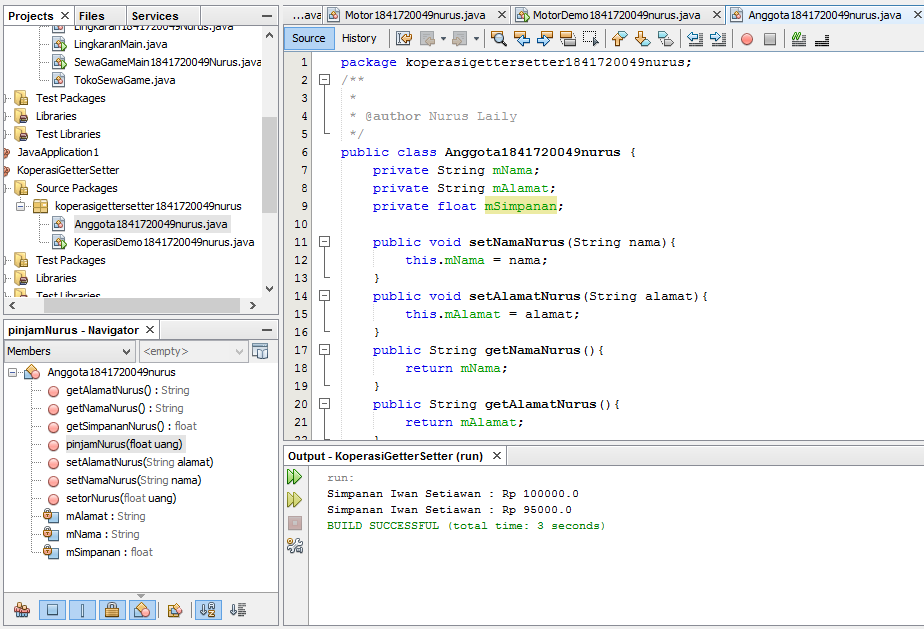 Projects × Files Services
LingkaranNurus.java
LingkaranMain.java
SewaGameMain1841720049Nurus.java
TokoSewaGame.java
Test Packages
Libraries
Test Libraries
JavaApplication1
KoperasiGetterSetter
Source Packages
koperasigettersetter1841720049nurus
Anggota1841720049nurus.java
KoperasiDemo1841720049nurus.java
Test Packages
Libraries
Test Libraries
pinjamNurus - Navigator ×
Members <empty>
Anggota1841720049nurus
getAlamatNurus() : String
getNamaNurus() : String
getSimpananNurus() : float
pinjamNurus(float uang)
setAlamatNurus(String alamat)
setNamaNurus(String nama)
setorNurus(float uang)
mAlamat : String
mNama : String
mSimpanan : float
...ava Motor1841720049nurus.java × MotorDemo1841720049nurus.java × Anggota1841720049nurus.java ×
Source History
1 package koperasigettersetter1841720049nurus;
2 /**
3 *
4 * @author Nurus Laily
5 */
6 public class Anggota1841720049nurus {
7 private String mNama;
8 private String mAlamat;
9 private float mSimpanan;
10
11 public void setNamaNurus(String nama){
12 this.mNama = nama;
13 }
14 public void setAlamatNurus(String alamat){
15 this.mAlamat = alamat;
16 }
17 public String getNamaNurus(){
18 return mNama;
19 }
20 public String getAlamatNurus(){
21 return mAlamat;
22 }
Output - KoperasiGetterSetter (run) ×
run:
Simpanan Iwan Setiawan : Rp 100000.0
Simpanan Iwan Setiawan : Rp 95000.0
BUILD SUCCESSFUL (total time: 3 seconds)